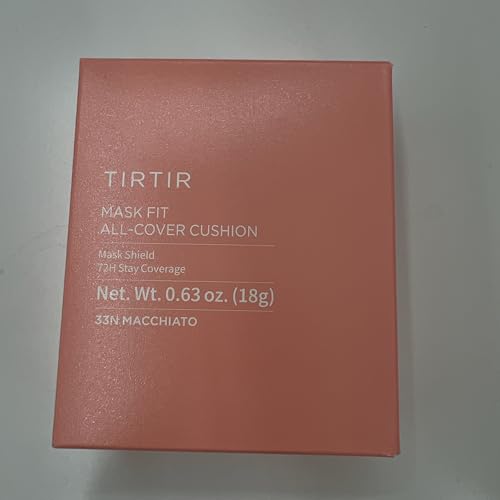 TIRTIR
MASK FIT
ALL-COVER CUSHION
Mask Shield
72H Stay Coverage
Net. Wt. 0.63 oz. (18g)
33N MACCHIATO